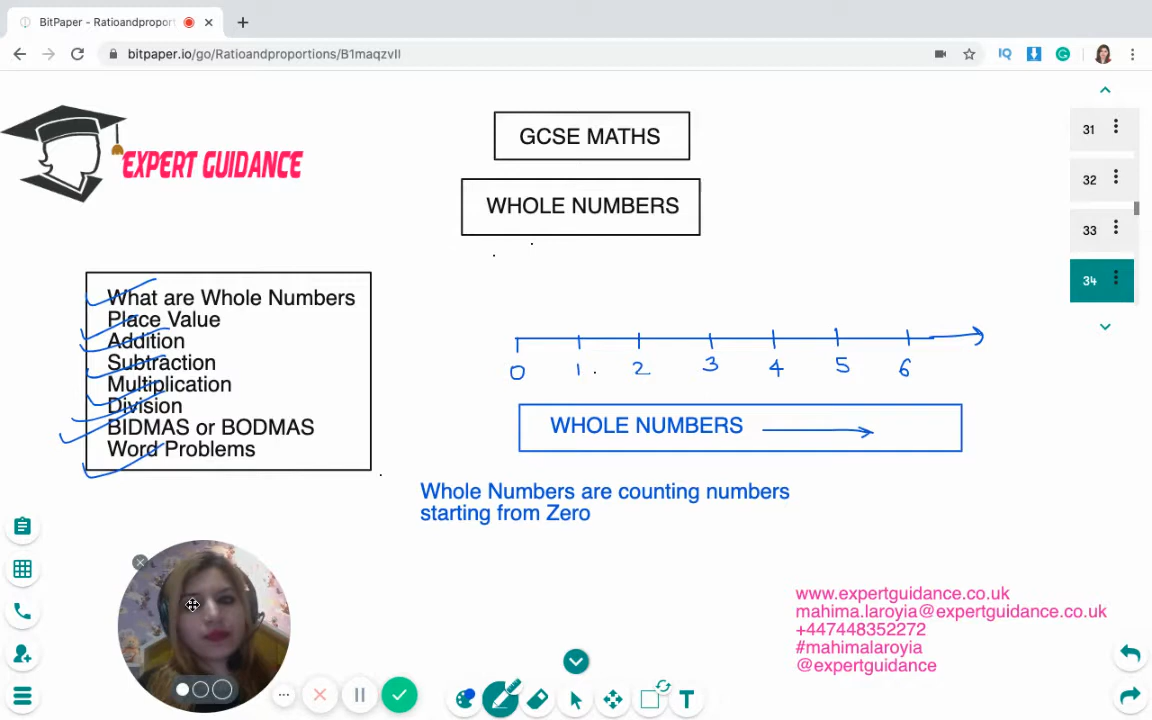 BitPaper - Ratioandproport
bitpaper.io/go/Ratioandproportions/B1maqzvII
EXPERT GUIDANCE
GCSE MATHS
WHOLE NUMBERS
31
32
33
34
What are Whole Numbers
Place Value
Addition
Subtraction
Multiplication
Division
BIDMAS or BODMAS
Word Problems
0 1 2 3 4 5 6
WHOLE NUMBERS
Whole Numbers are counting numbers
starting from Zero
www.expertguidance.co.uk
mahima.laroyia@expertguidance.co.uk
+447448352272
#mahimalaroyia
@expertguidance
T